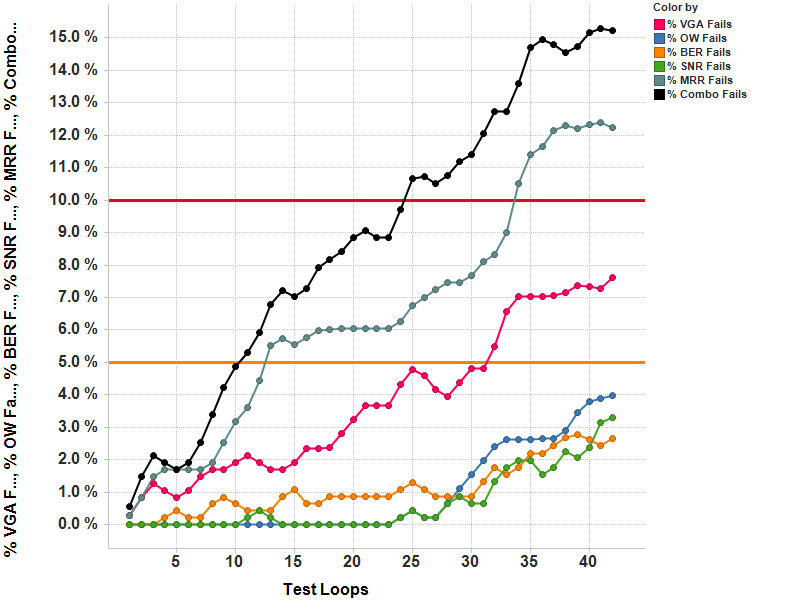 Color by
% VGA Fails
% OW Fails
% BER Fails
% SNR Fails
% MRR Fails
% Combo Fails
% VGA F..., % OW Fa..., % BER F..., % SNR F..., % MRR F..., % Combo...
15.0 %
14.0 %
13.0 %
12.0 %
11.0 %
10.0 %
9.0 %
8.0 %
7.0 %
6.0 %
5.0 %
4.0 %
3.0 %
2.0 %
1.0 %
0.0 %
5 10 15 20 25 30 35 40
Test Loops